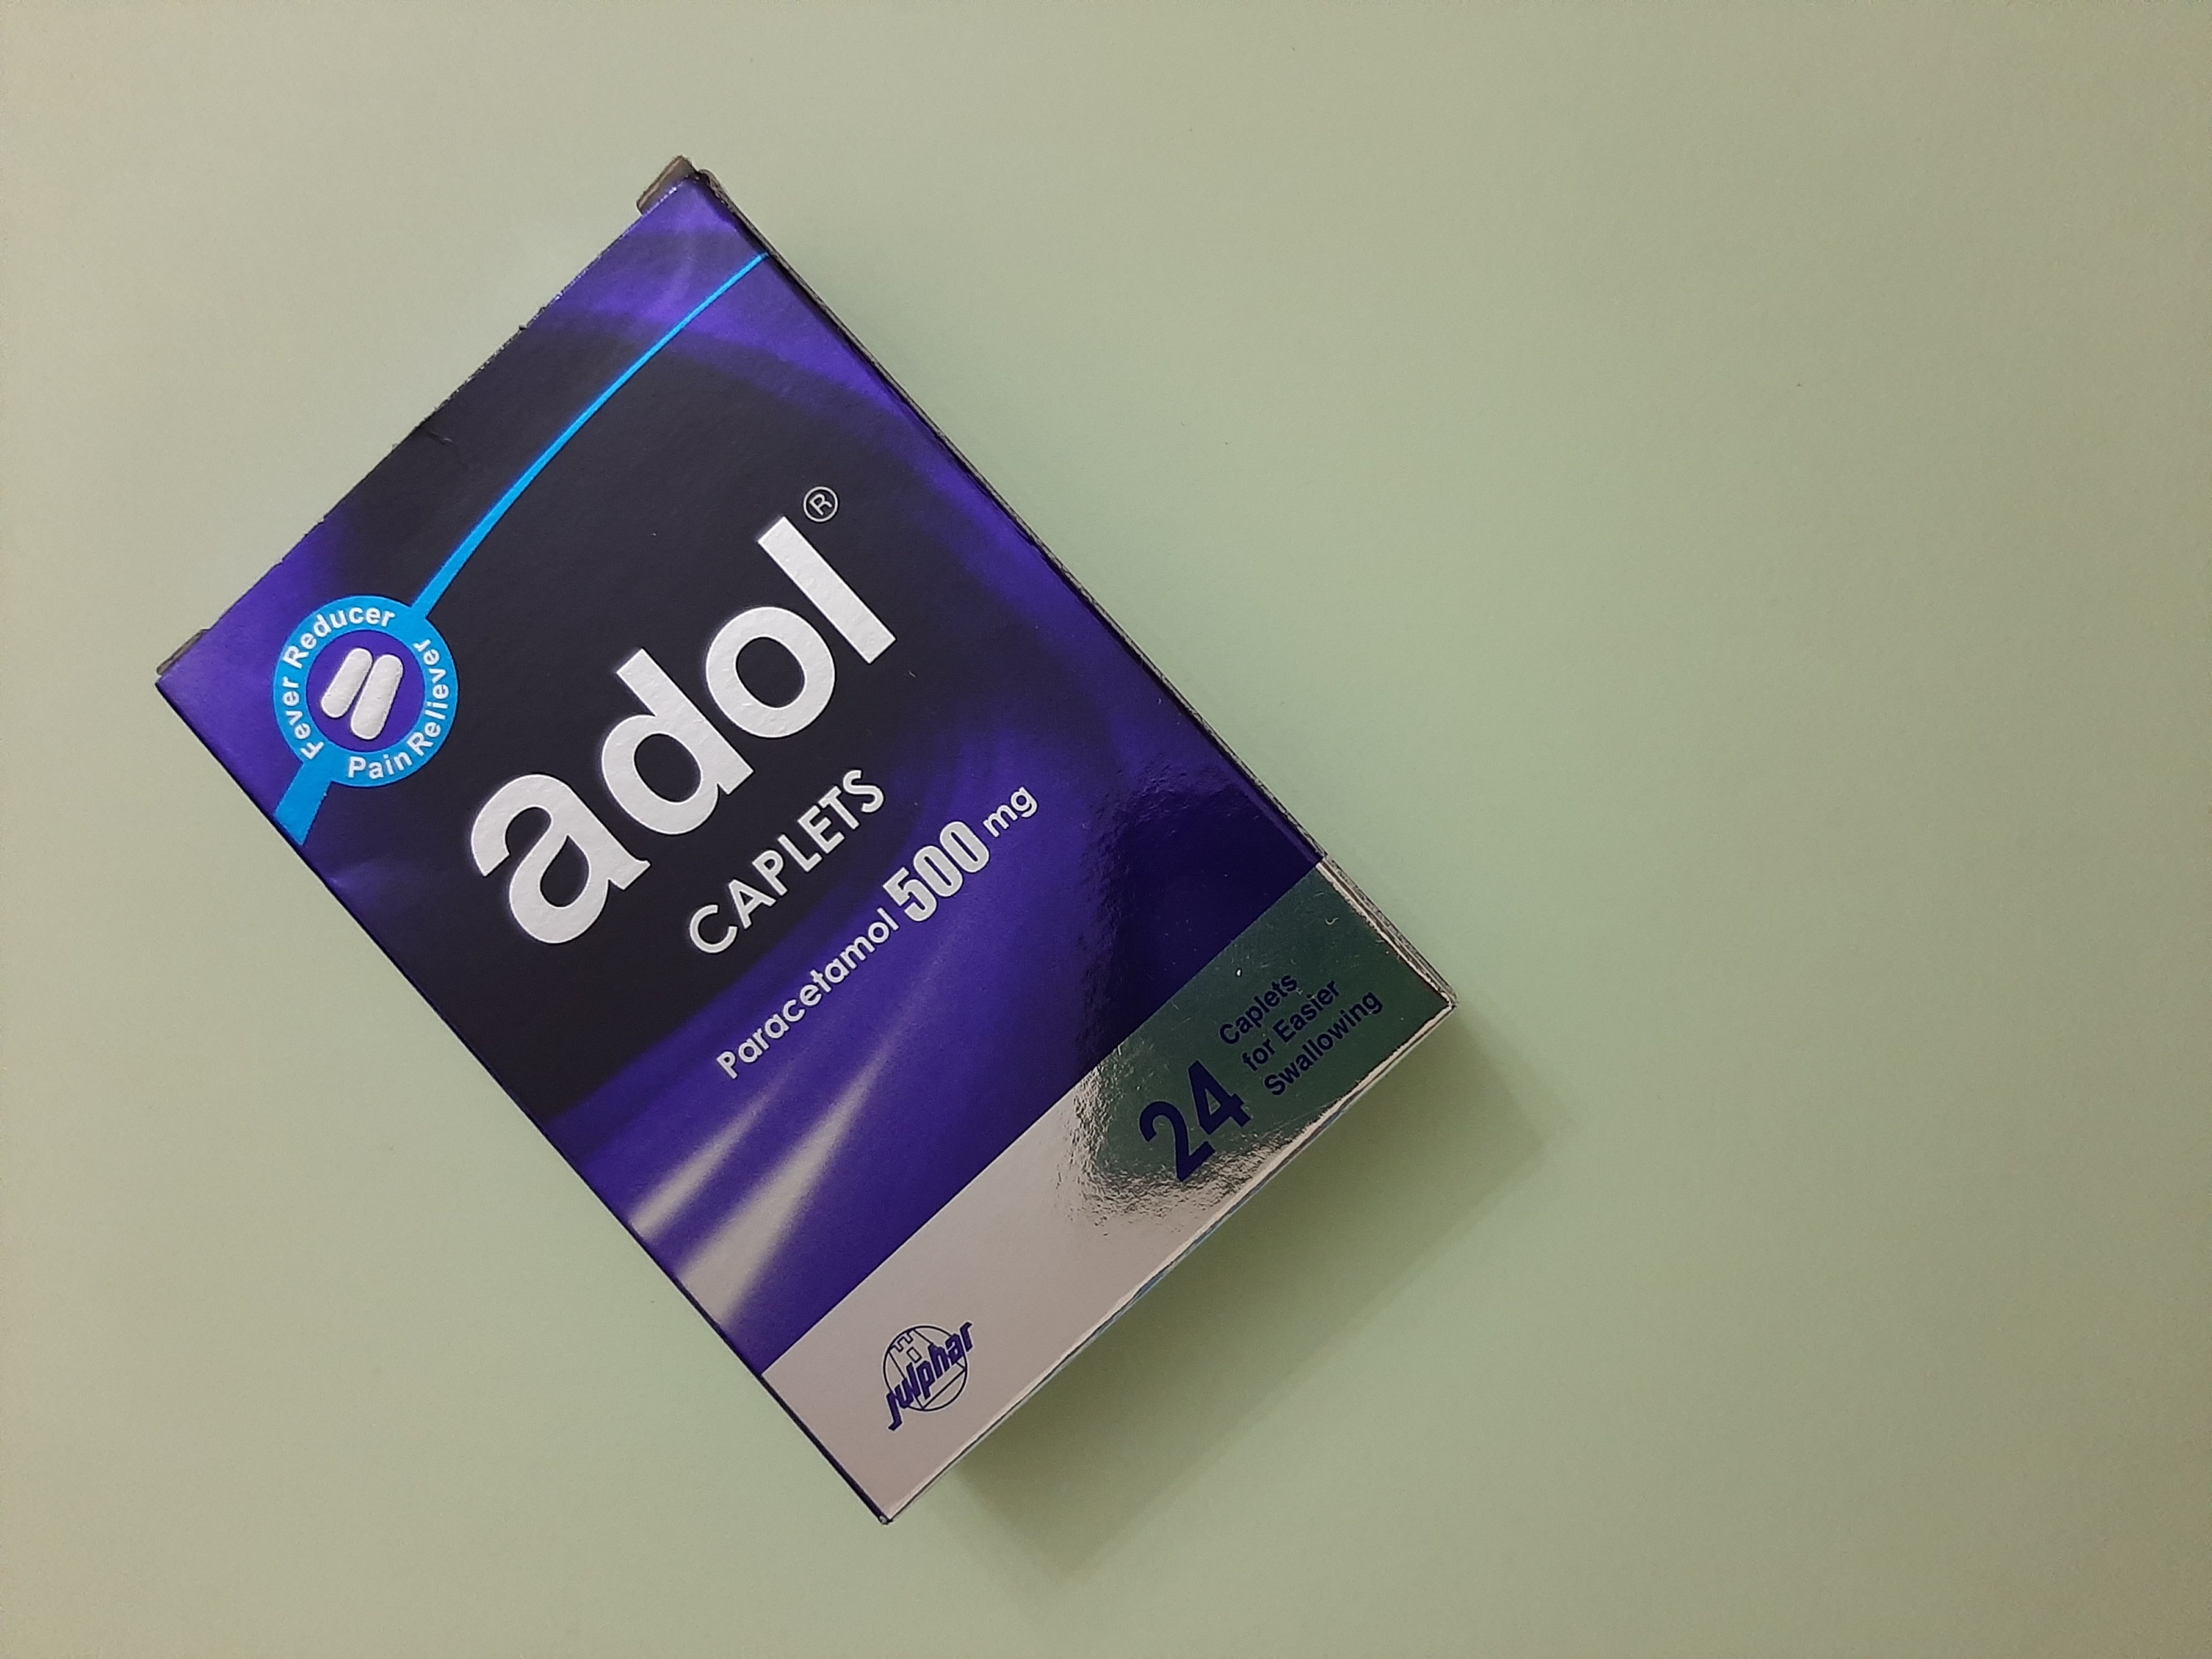 Fever Reducer
Pain Reliever
adol®
CAPLETS
Paracetamol 500 mg
24 Caplets
for Easier
Swallowing
julphar